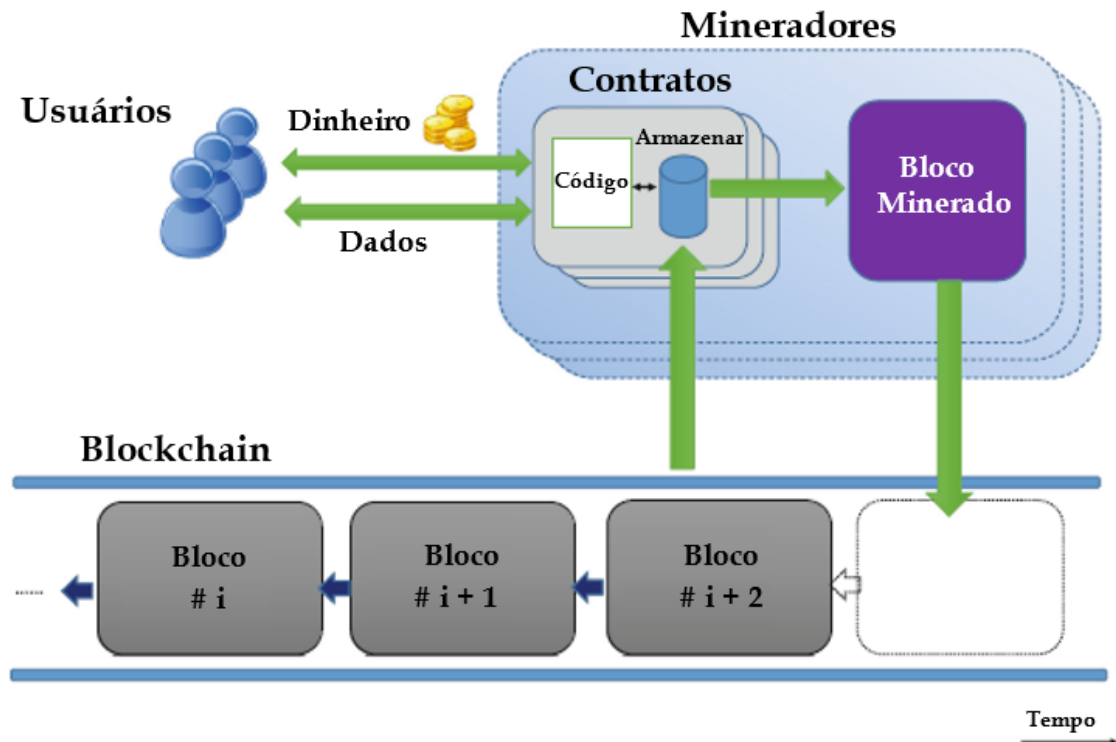 Mineradores
Contratos
Usuários
Dinheiro
Armazenar
Código
Bloco
Minerado
Dados
Blockchain
Bloco
# i
Bloco
# i + 1
Bloco
# i + 2
......
Tempo